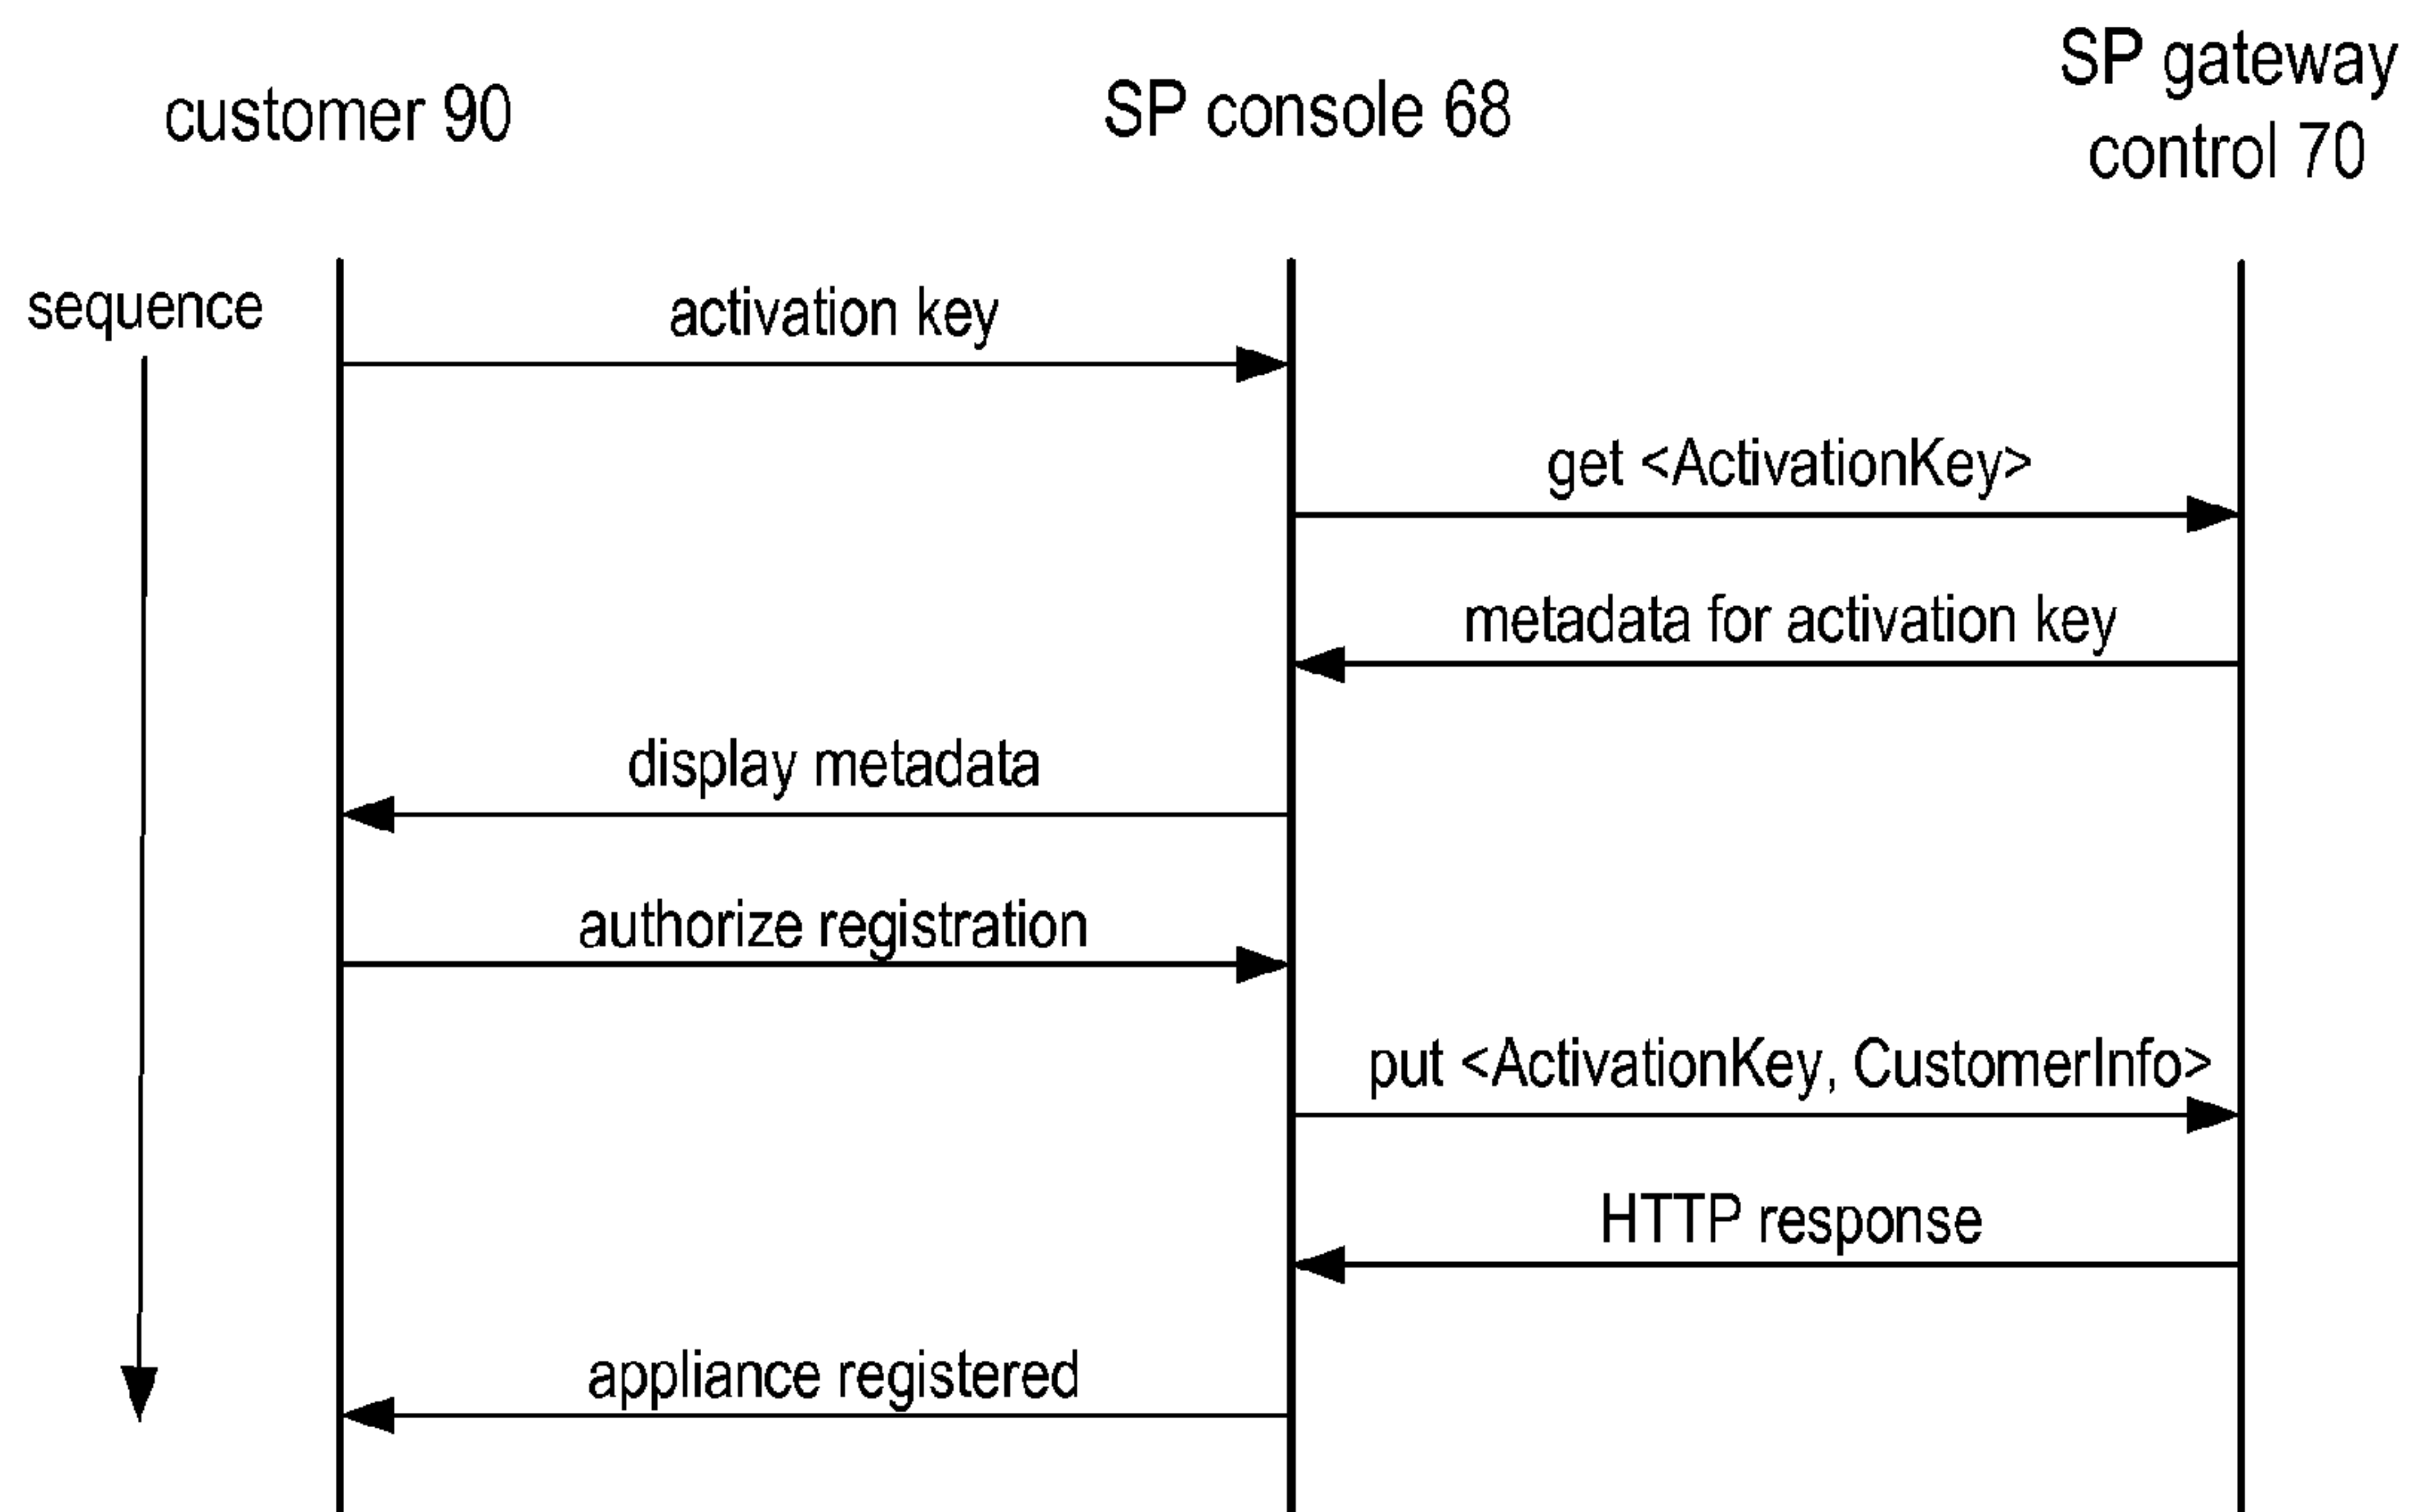 customer 90
SP console 68
SP gateway
control 70
sequence
activation key
get <ActivationKey>
metadata for activation key
display metadata
authorize registration
put <ActivationKey, CustomerInfo>
HTTP response
appliance registered